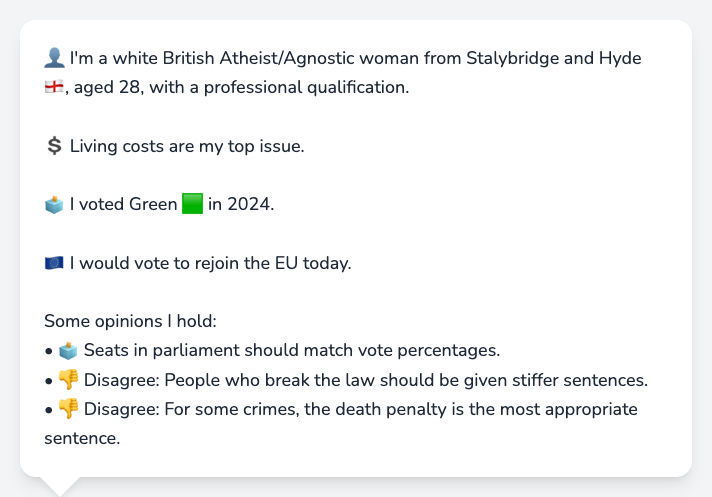 👤 I'm a white British Atheist/Agnostic woman from Stalybridge and Hyde
🏴󠁧󠁢󠁥󠁮󠁧󠁿, aged 28, with a professional qualification.
💲 Living costs are my top issue.
🗳️ I voted Green 🟩 in 2024.
🇪🇺 I would vote to rejoin the EU today.
Some opinions I hold:
• 🗳️ Seats in parliament should match vote percentages.
• 👎 Disagree: People who break the law should be given stiffer sentences.
• 👎 Disagree: For some crimes, the death penalty is the most appropriate
sentence.